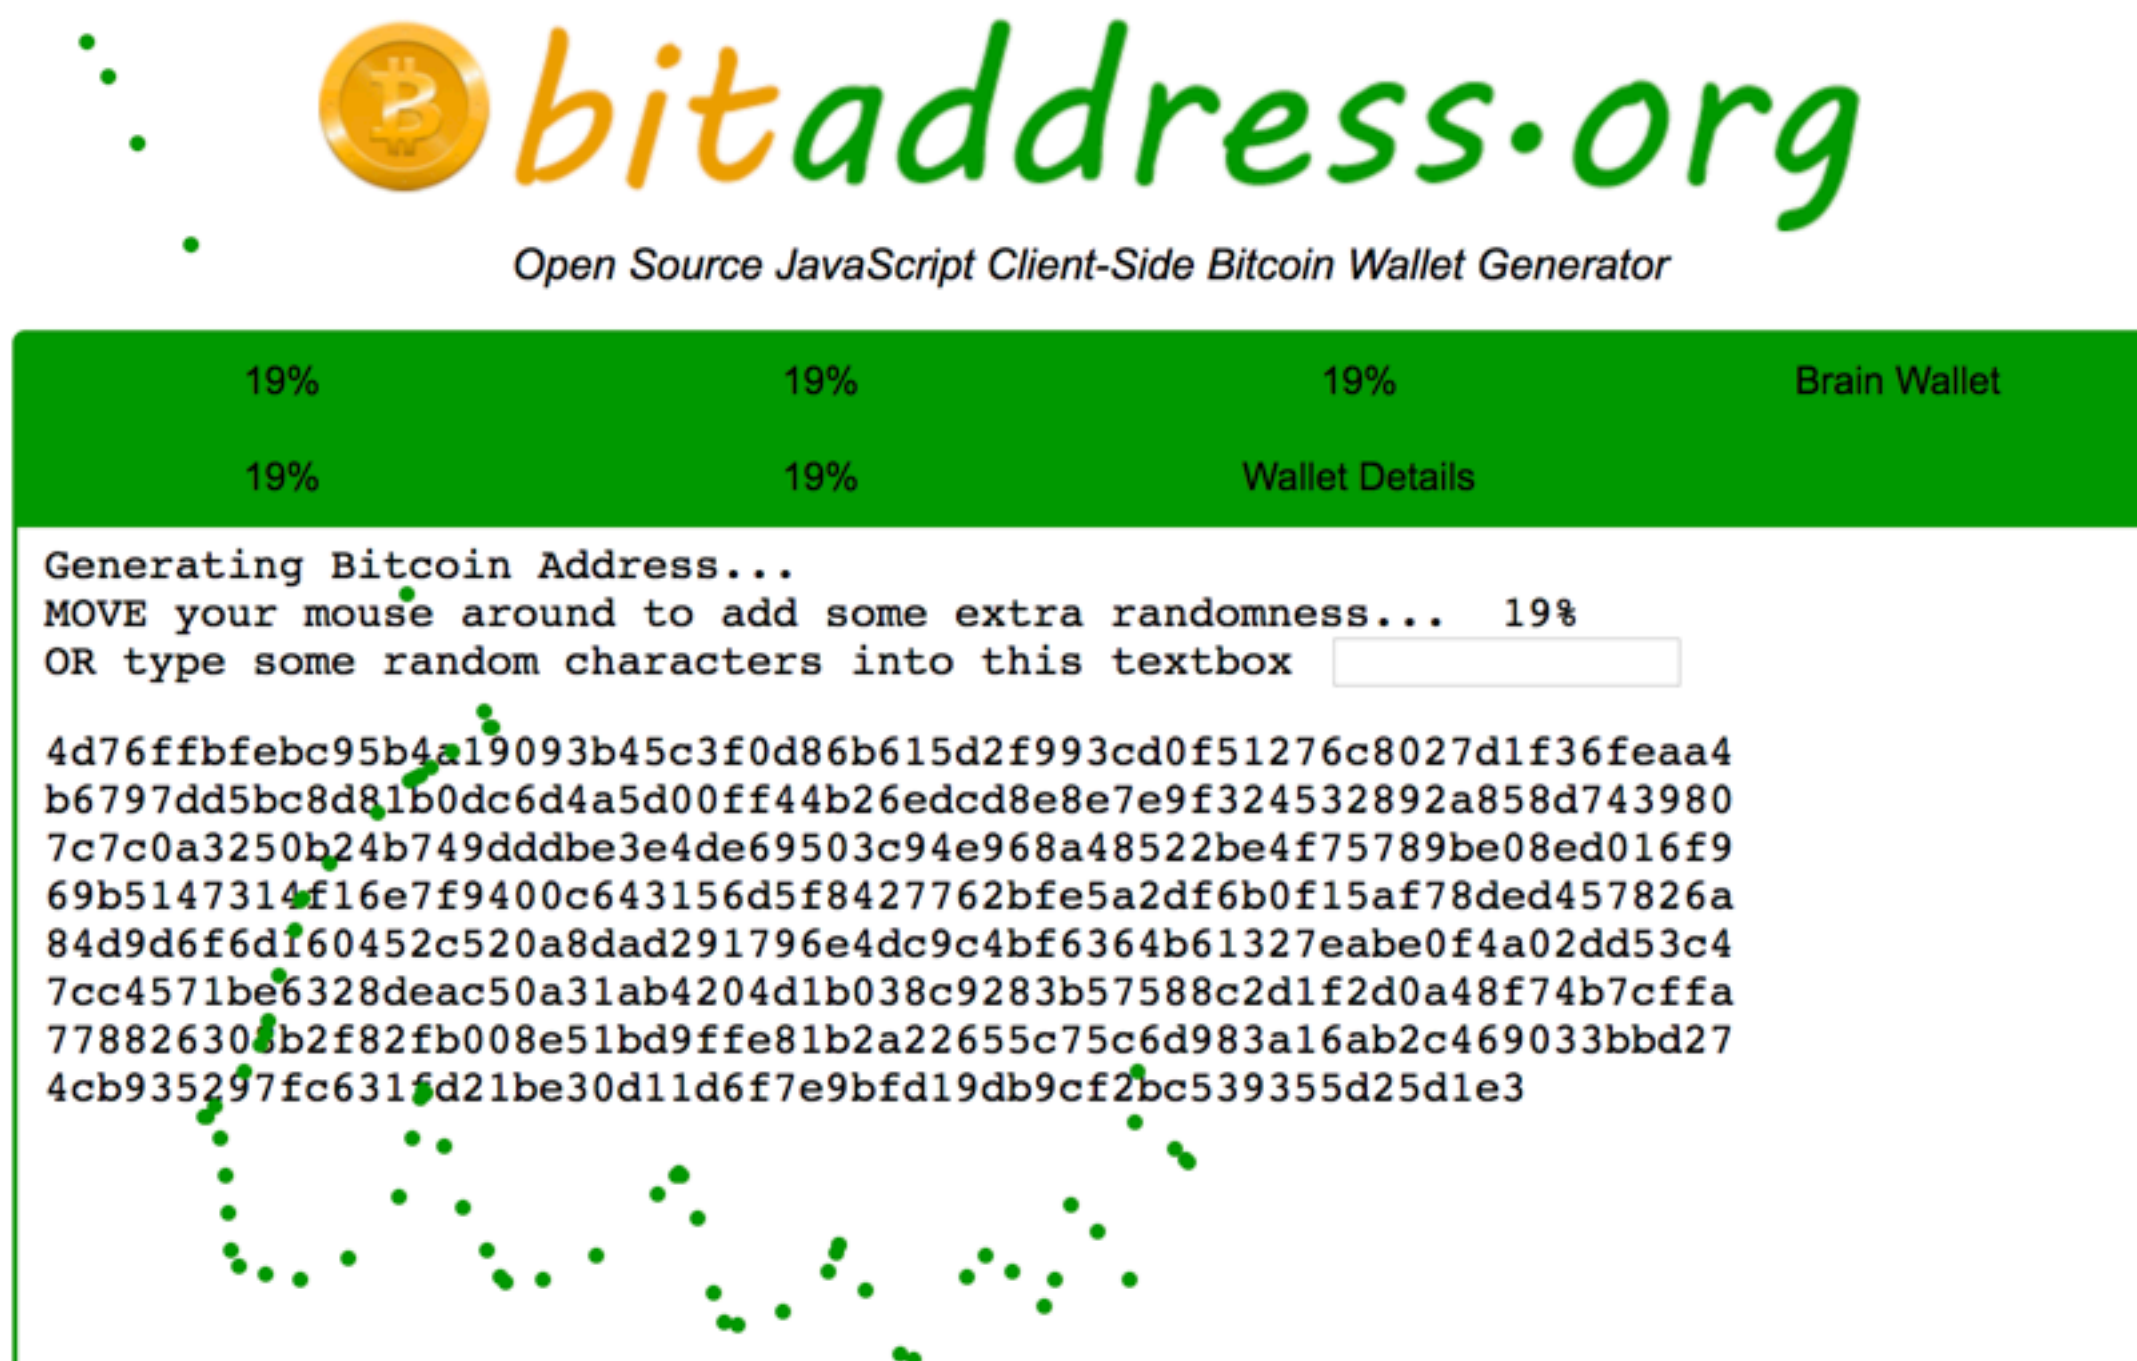 bitaddress.org
Open Source JavaScript Client-Side Bitcoin Wallet Generator
19% 19% 19% Brain Wallet
19% 19% Wallet Details
Generating Bitcoin Address...
MOVE your mouse around to add some extra randomness... 19%
OR type some random characters into this textbox
4d76ffbfebc95b4a19093b45c3f0d86b615d2f993cd0f51276c8027d1f36feaa4
b6797dd5bc8d81b0dc6d4a5d00ff44b26edcd8e8e7e9f324532892a858d743980
7c7c0a3250b24b749dddbe3e4de69503c94e968a48522be4f75789be08ed016f9
69b5147314f16e7f9400c643156d5f8427762bfe5a2df6b0f15af78ded457826a
84d9d6f6d160452c520a8dad291796e4dc9c4bf6364b61327eabe0f4a02dd53c4
7cc4571be6328deac50a31ab4204d1b038c9283b57588c2d1f2d0a48f74b7cffa
778826308b2f82fb008e51bd9ffe81b2a22655c75c6d983a16ab2c469033bbd27
4cb935297fc631fd21be30d11d6f7e9bfd19db9cf2bc539355d25d1e3